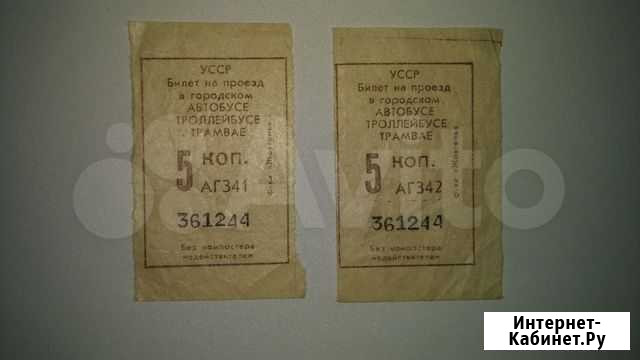 УССР
Билет на проезд
в городском
АВТОБУСЕ
ТРОЛЛЕЙБУСЕ
ТРАМВАЕ
5 КОП.
АГ341
361244
Без компостера
недействителен
УССР
Билет на проезд
в городском
АВТОБУСЕ
ТРОЛЛЕЙБУСЕ
ТРАМВАЕ
5 КОП.
АГ342
361244
Без компостера
недействителен
Avito
Интернет-
Кабинет.Ру